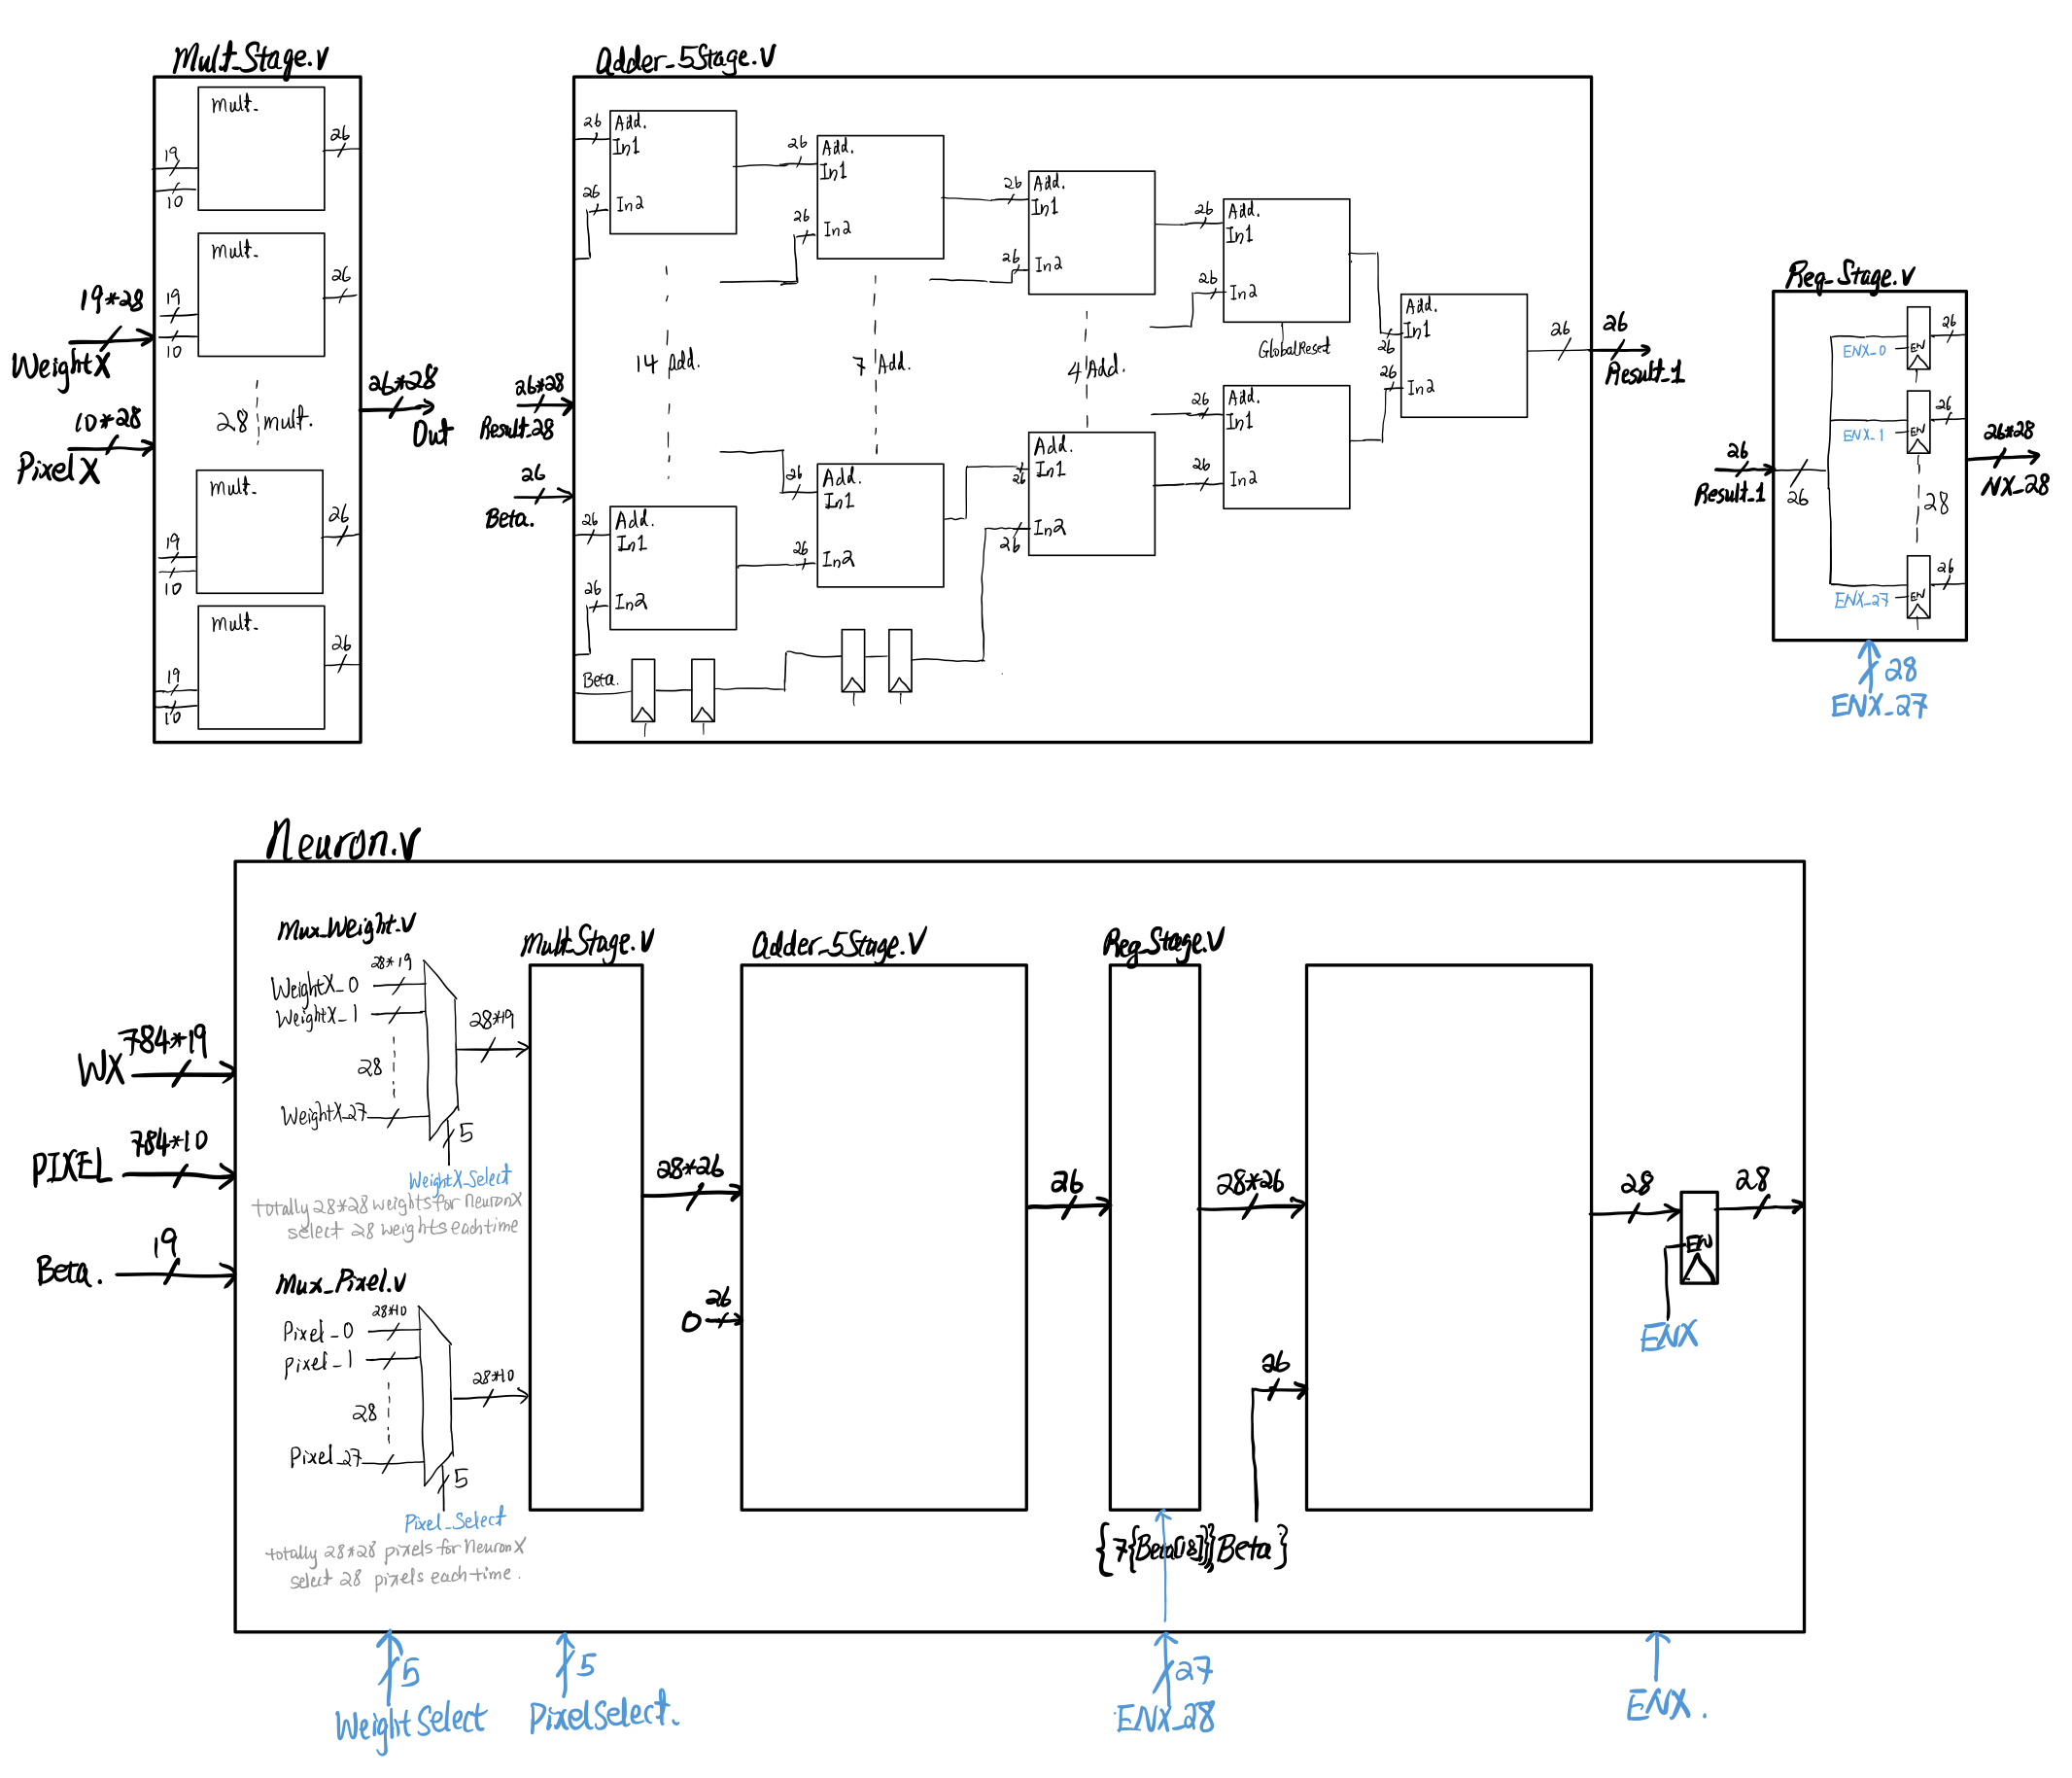 Mult_Stage.v
Mult_
19
10
26
Mult_
19
10
26
28 mult.
Mult_
19
10
26
Mult_
19
10
26
19*28
WeightX
10*28
PixelX
26*28
Out
Adder_5Stage.v
26
Add.
In1
26
In2
14 Add.
26
Add.
In1
26
In2
26
Add.
In1
26
In2
7 Add.
26
Add.
In1
26
In2
26
Add.
In1
26
In2
4 Add.
26
Add.
In1
26
In2
26
Add.
In1
26
In2
GlobalReset
26
Add.
In1
26
In2
Add.
In1
26
26
In2
26
26*28
Result_28
26
Beta.
Beta.
26
Result_1
Reg_Stage.v
26
Result_1
26
ENX_0
EN
26
ENX_1
EN
26
28
ENX_27
EN
26
26*28
NX_28
28
ENX_27
Neuron.v
WX
784*19
PIXEL
784*10
Beta.
19
Mux_Weight.v
28*19
WeightX_0
WeightX_1
28
WeightX_27
5
WeightX_Select
28*19
totally 28*28 weights for NeuronX
select 28 weights each time
Mux_Pixel.v
28*10
Pixel_0
Pixel_1
28
Pixel_27
5
Pixel_Select
28*10
totally 28*28 pixels for NeuronX
select 28 pixels each time.
Mult_Stage.v
28*26
Adder_5Stage.V
0
26
26
Reg_Stage.V
28*26
26
{7{Beta[18]}}Beta}
28
EN
ENX
28
5
WeightSelect
5
PixelSelect.
27
ENX_28
ENX.